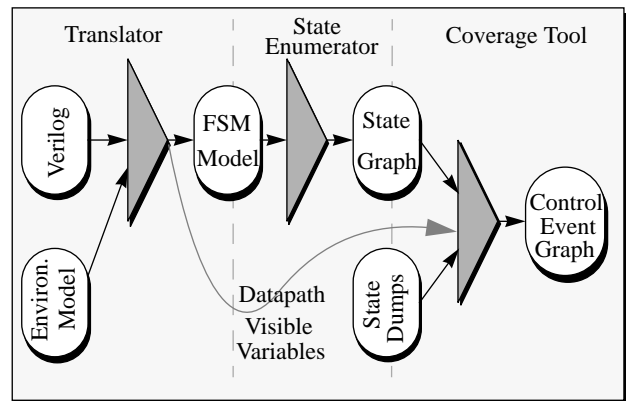 Translator
State
Enumerator
Coverage Tool
Verilog
FSM
Model
State
Graph
Control
Event
Graph
Environ.
Model
Datapath
Visible
Variables
State
Dumps